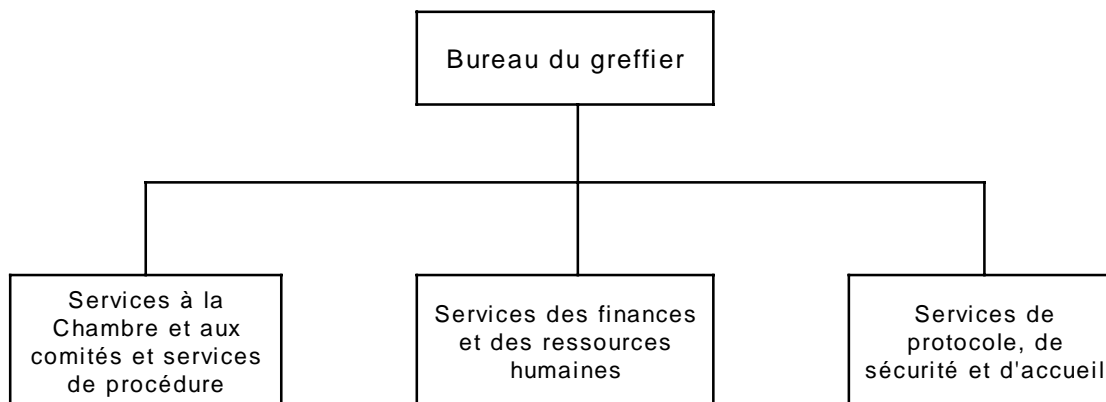 Bureau du greffier
Services à la
Chambre et aux
comités et services
de procédure
Services des finances
et des ressources
humaines
Services de
protocole, de
sécurité et d'accueil